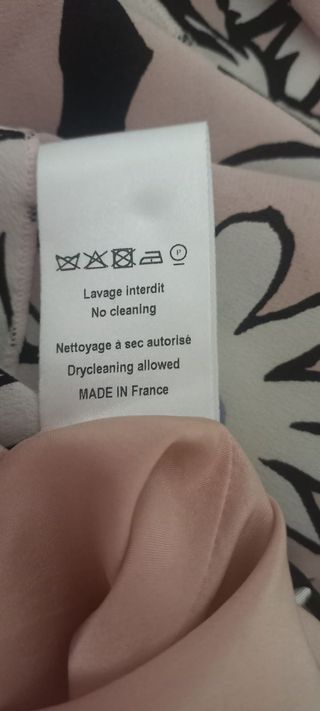 P
Lavage interdit
No cleaning
Nettoyage à sec autorisé
Drycleaning allowed
MADE IN France